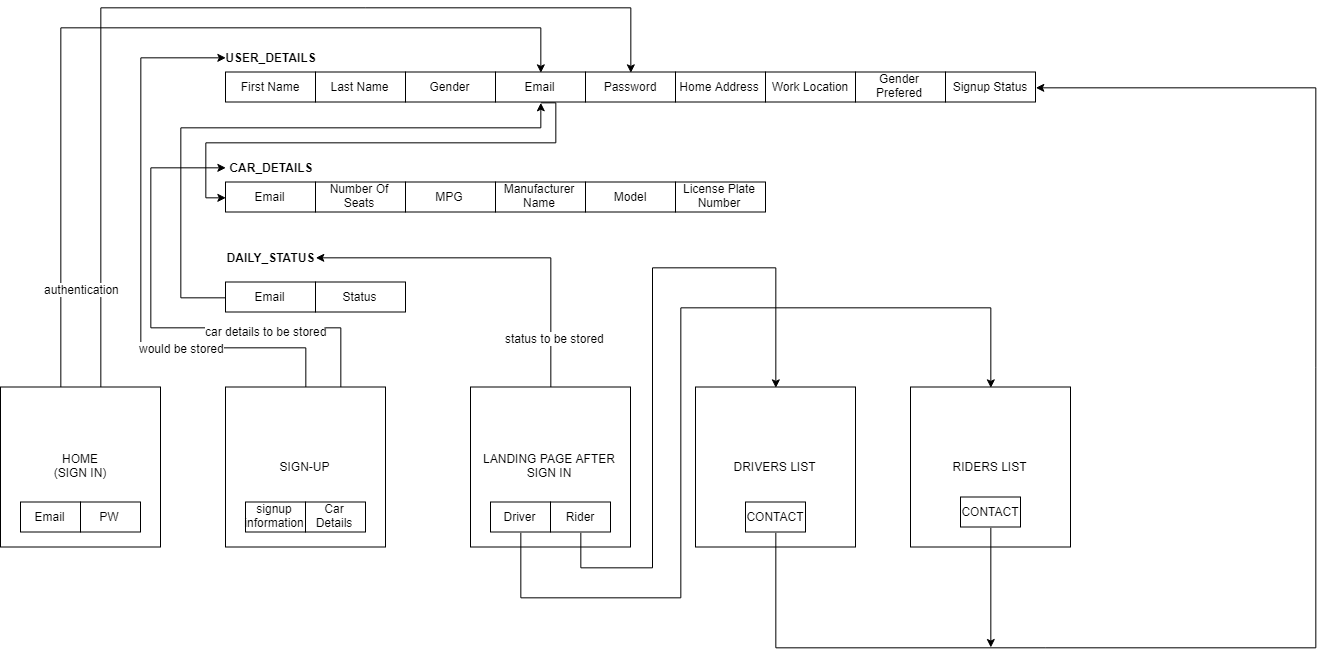 USER_DETAILS
First Name
Last Name
Gender
Email
Password
Home Address
Work Location
Gender
Prefered
Signup Status
CAR_DETAILS
Email
Number Of
Seats
MPG
Manufacturer
Name
Model
License Plate
Number
DAILY_STATUS
Email
Status
authentication
car details to be stored
would be stored
status to be stored
HOME
(SIGN IN)
Email
PW
SIGN-UP
signup
nformation
Car
Details
LANDING PAGE AFTER
SIGN IN
Driver
Rider
DRIVERS LIST
CONTACT
RIDERS LIST
CONTACT